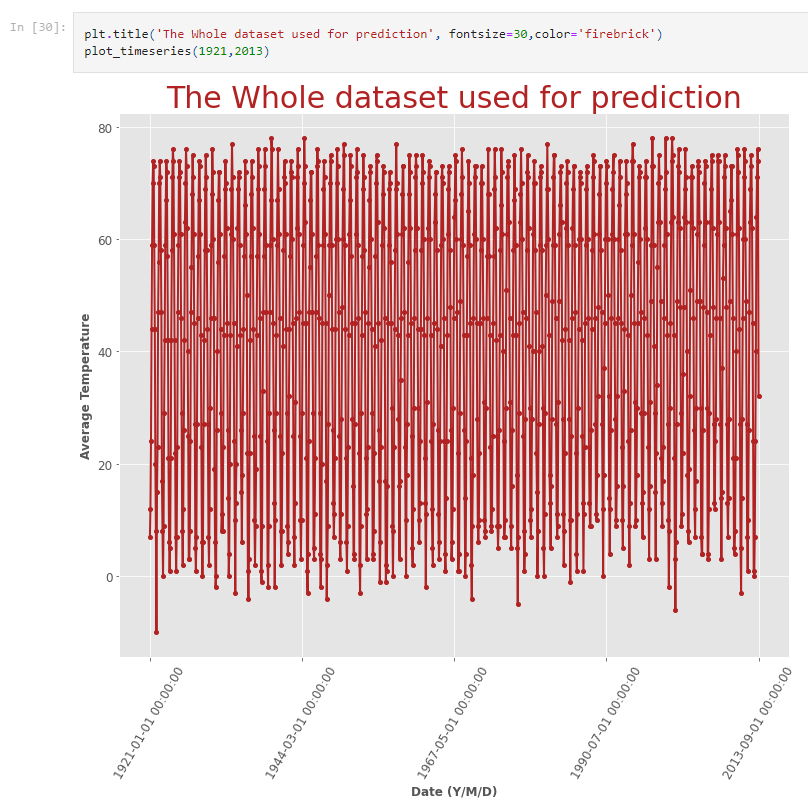 In [30]:
plt.title('The Whole dataset used for prediction', fontsize=30,color='firebrick')
plot_timeseries(1921,2013)
The Whole dataset used for prediction
80
60
40
20
0
Average Temperature
1921-01-01 00:00:00
1944-03-01 00:00:00
1967-05-01 00:00:00
1990-07-01 00:00:00
2013-09-01 00:00:00
Date (Y/M/D)